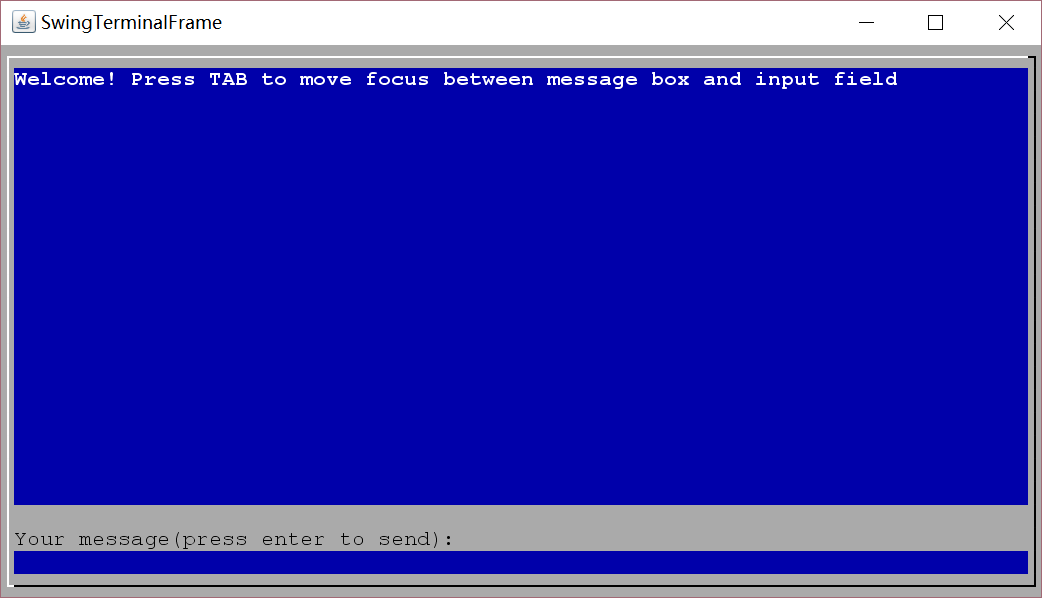 SwingTerminalFrame
Welcome! Press TAB to move focus between message box and input field
Your message(press enter to send):